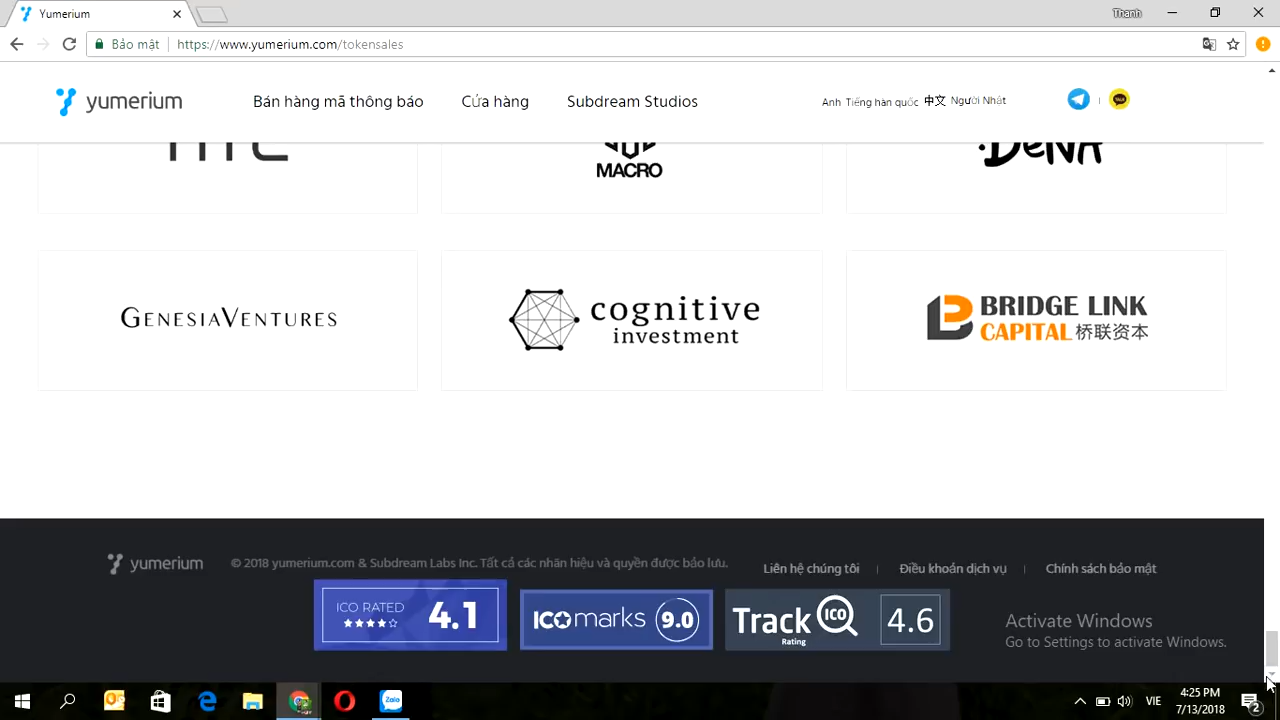 Yumerium
Thanh
Bảo mật
https://www.yumerium.com/tokensales
yumerium
Bán hàng mã thông báo
Cửa hàng
Subdream Studios
Anh Tiếng hàn quốc 中文 Người Nhật
MACRO
DeNA
GENESIAVENTURES
cognitive
investment
BRIDGE LINK
CAPITAL 桥联资本
yumerium
© 2018 yumerium.com & Subdream Labs Inc. Tất cả các nhãn hiệu và quyền được bảo lưu.
Liên hệ chúng tôi
Điều khoản dịch vụ
Chính sách bảo mật
ICO RATED
4.1
ICOmarks 9.0
Track ICO
Rating
4.6
Activate Windows
Go to Settings to activate Windows.
Zalo
VIE
4:25 PM
7/13/2018
2